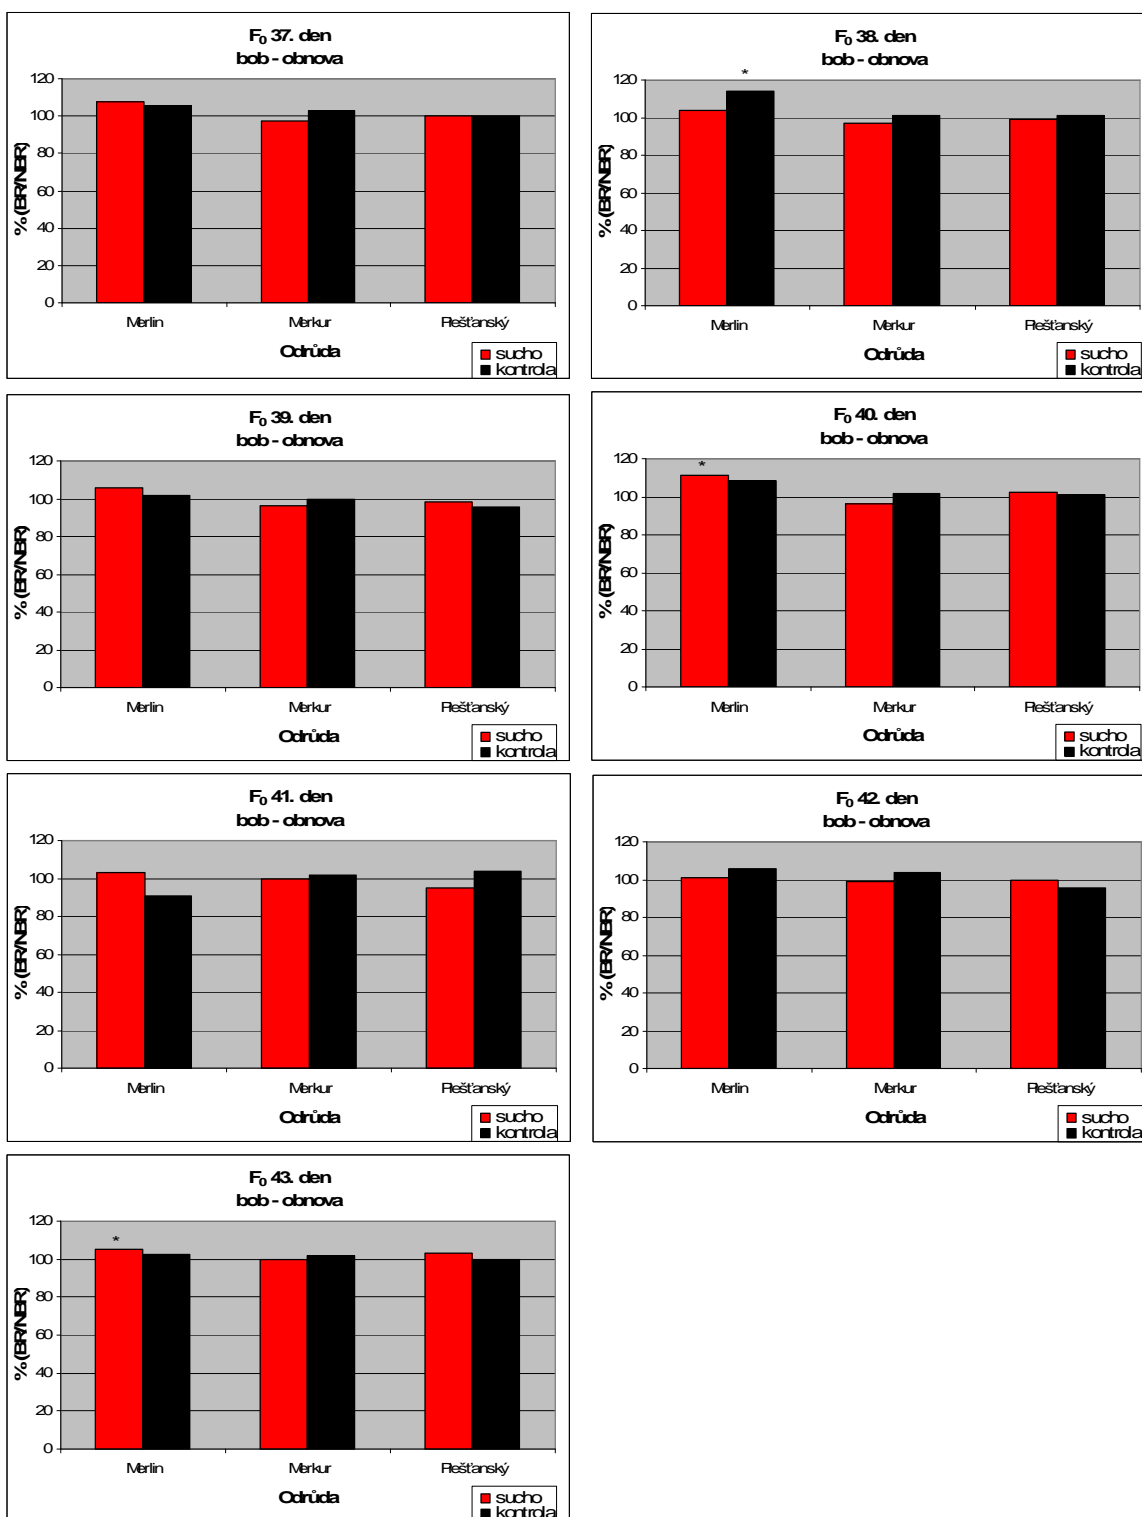 F₀ 37. den
bob - obnova
% (BR/NBR)
120
100
80
60
40
20
0
Merlin Merkur Přešťanský
Odrůda
sucho
kontrola
F₀ 38. den
bob - obnova
*
% (BR/NBR)
120
100
80
60
40
20
0
Merlin Merkur Přešťanský
Odrůda
sucho
kontrola
F₀ 39. den
bob - obnova
% (BR/NBR)
120
100
80
60
40
20
0
Merlin Merkur Přešťanský
Odrůda
sucho
kontrola
F₀ 40. den
bob - obnova
*
% (BR/NBR)
120
100
80
60
40
20
0
Merlin Merkur Přešťanský
Odrůda
sucho
kontrola
F₀ 41. den
bob - obnova
% (BR/NBR)
120
100
80
60
40
20
0
Merlin Merkur Přešťanský
Odrůda
sucho
kontrola
F₀ 42. den
bob - obnova
% (BR/NBR)
120
100
80
60
40
20
0
Merlin Merkur Přešťanský
Odrůda
sucho
kontrola
F₀ 43. den
bob - obnova
*
% (BR/NBR)
120
100
80
60
40
20
0
Merlin Merkur Přešťanský
Odrůda
sucho
kontrola